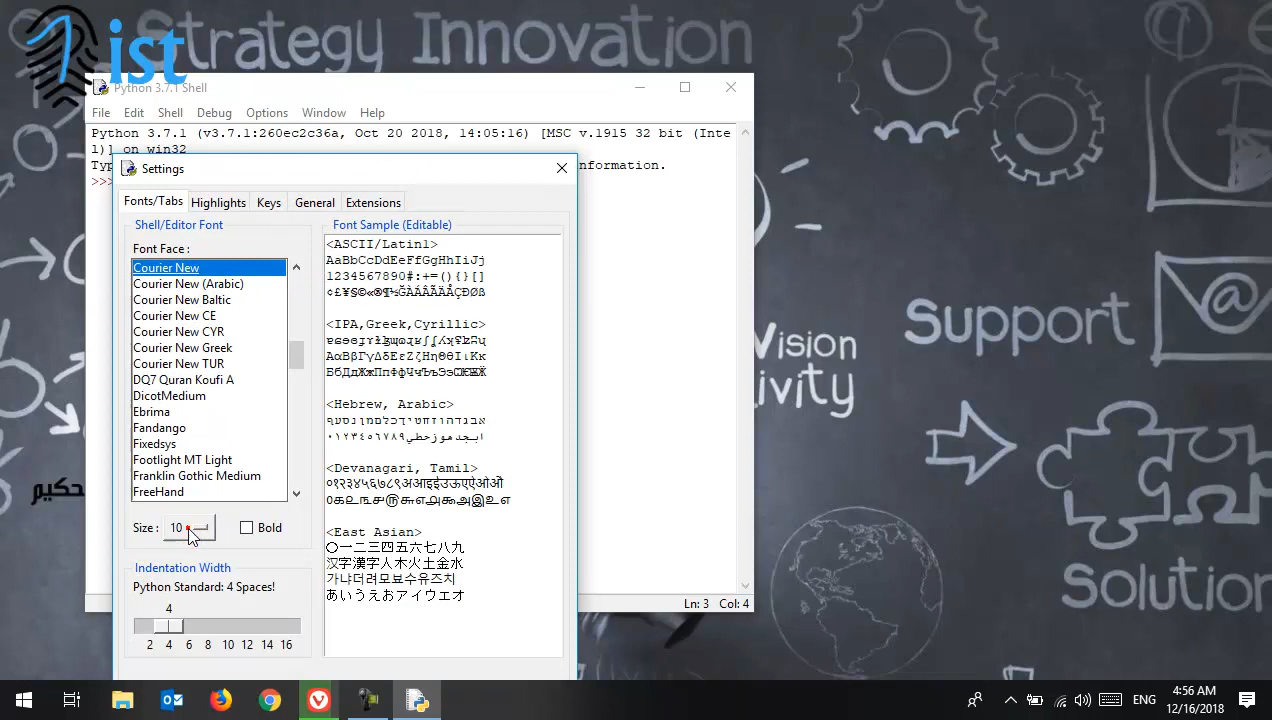 Strategy Innovation
1st
Python 3.7.1 Shell
File Edit Shell Debug Options Window Help
Python 3.7.1 (v3.7.1:260ec2c36a, Oct 20 2018, 14:05:16) [MSC v.1915 32 bit (Inte
l)] on win32
Typ
nformation.
>>>
Settings
Fonts/Tabs Highlights Keys General Extensions
Shell/Editor Font
Font Face :
Courier New
Courier New (Arabic)
Courier New Baltic
Courier New CE
Courier New CYR
Courier New Greek
Courier New TUR
DQ7 Quran Koufi A
DicotMedium
Ebrima
Fandango
Fixedsys
Footlight MT Light
Franklin Gothic Medium
FreeHand
Size : 10 Bold
Indentation Width
Python Standard: 4 Spaces!
4
2 4 6 8 10 12 14 16
Font Sample (Editable)
<ASCII/Latin1>
AaBbCcDdEeFfGgHhIiJj
1234567890#:+=(){}[]
¢£¥§©«®¶½ĞÀÁÂÃÄÅÇÐØß
<IPA,Greek,Cyrillic>
ΑαΒβΓγΔδΕεΖζΗηΘθΙιΚκ
<Hebrew, Arabic>
אבגדהוזחטיךכלםמןנסעף
ابجدهوزحطي٠١٢٣٤٥٦٧٨٩
<Devanagari, Tamil>
०१२३४५६७८९अआइईउऊएऐओऔ
௦௧௨௩௪௫௬௭௮௯அஇஉஎ
<East Asian>
〇一二三四五六七八九
汉字漢字人木火土金水
가냐더려모뵤수유즈치
あいうえおアイウエオ
Ln: 3 Col: 4
Vision
tivity
Support
Solution
حكيم
ENG
4:56 AM
12/16/2018